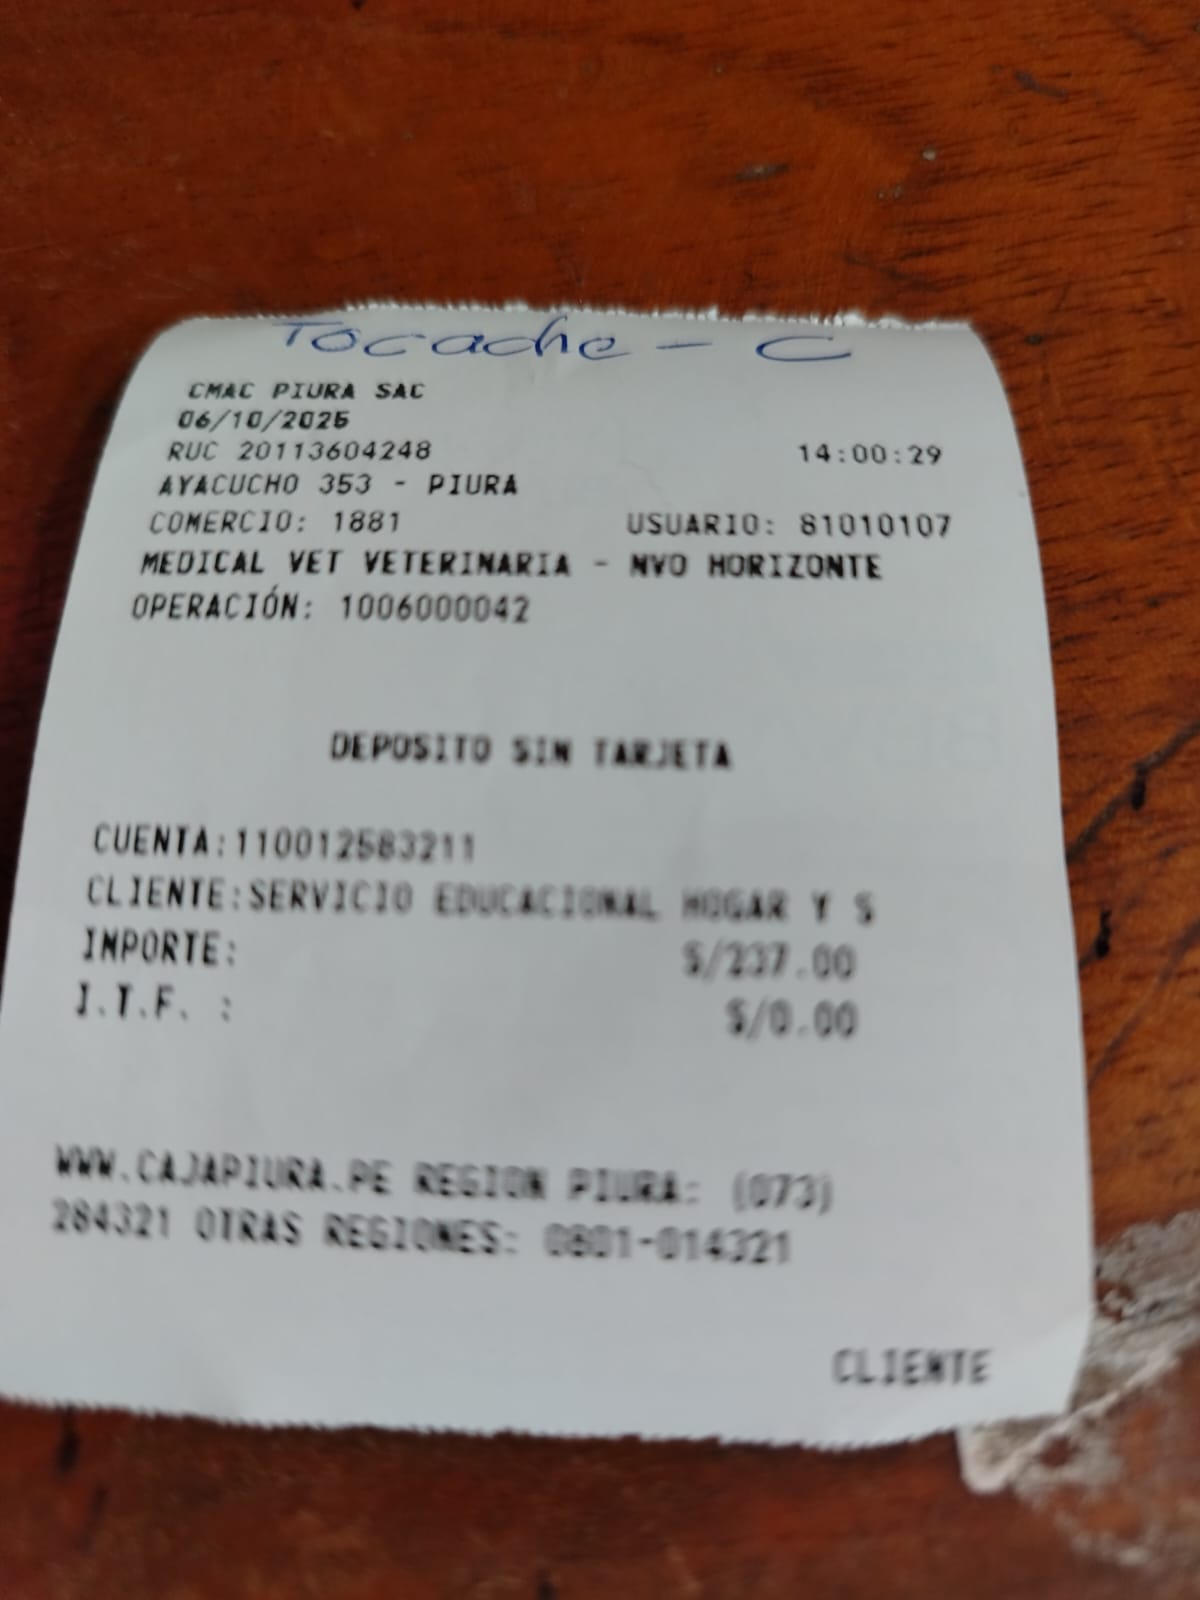 Tocache - C
CMAC PIURA SAC
06/10/2025
RUC 20113604248 14:00:29
AYACUCHO 353 - PIURA
COMERCIO: 1881 USUARIO: 81010107
MEDICAL VET VETERINARIA - NVO HORIZONTE
OPERACIÓN: 1006000042
DEPOSITO SIN TARJETA
CUENTA:110012583211
CLIENTE:SERVICIO EDUCACIONAL HOGAR Y S
IMPORTE: S/237.00
I.T.F. : S/0.00
WWW.CAJAPIURA.PE REGION PIURA: (073)
284321 OTRAS REGIONES: 0801-014321
CLIENTE